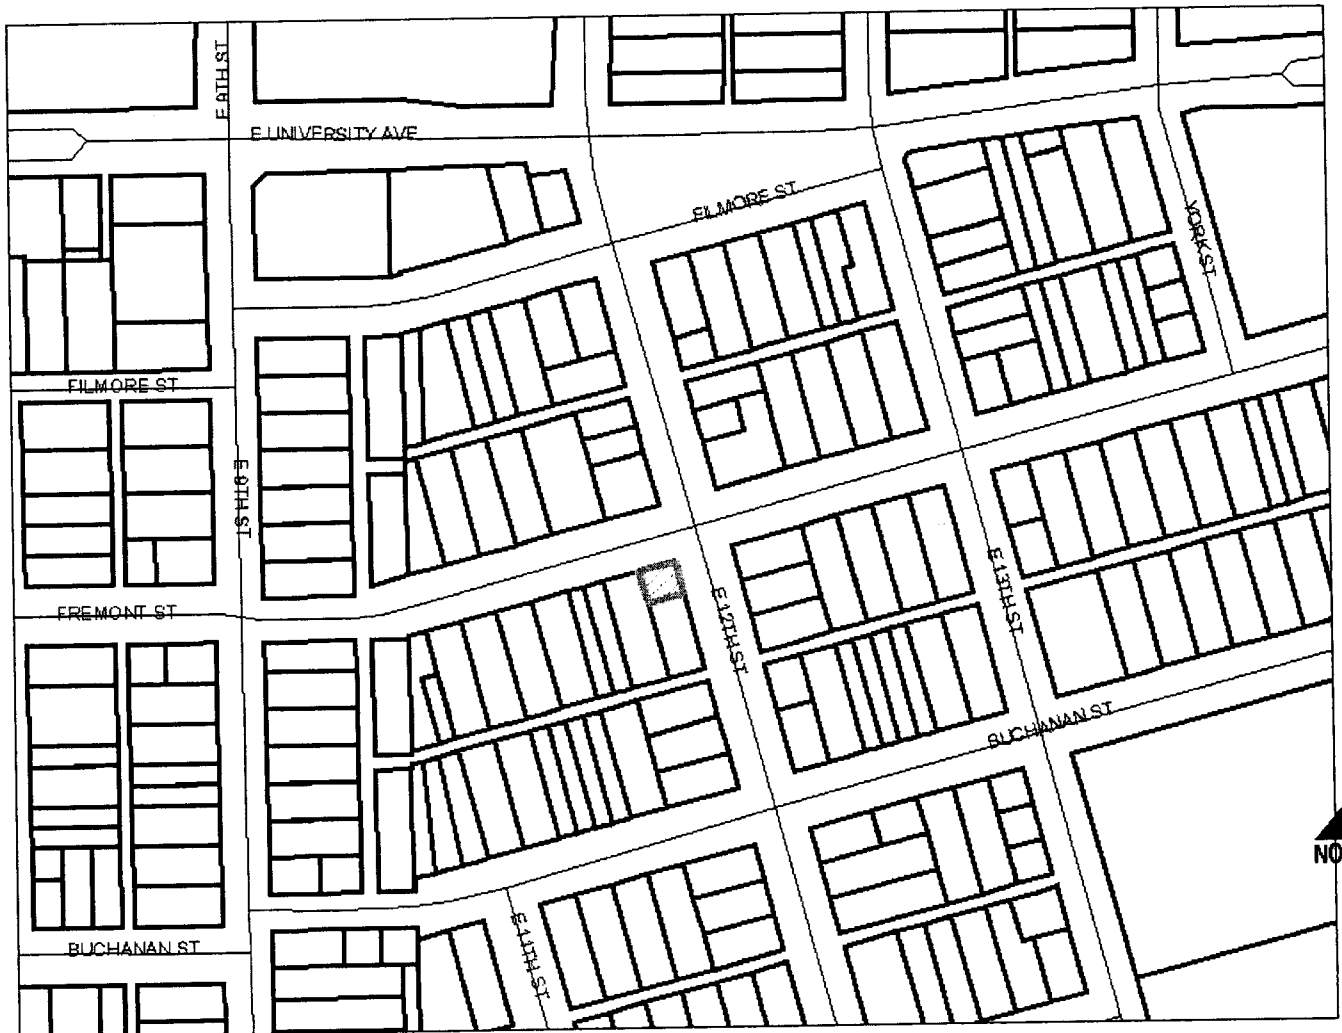 E 8TH ST
E UNIVERSITY AVE
FILMORE ST
YORK ST
FILMORE ST
E 9TH ST
FREMONT ST
E 12TH ST
E 13TH ST
BUCHANAN ST
NO
BUCHANAN ST
E 11TH ST